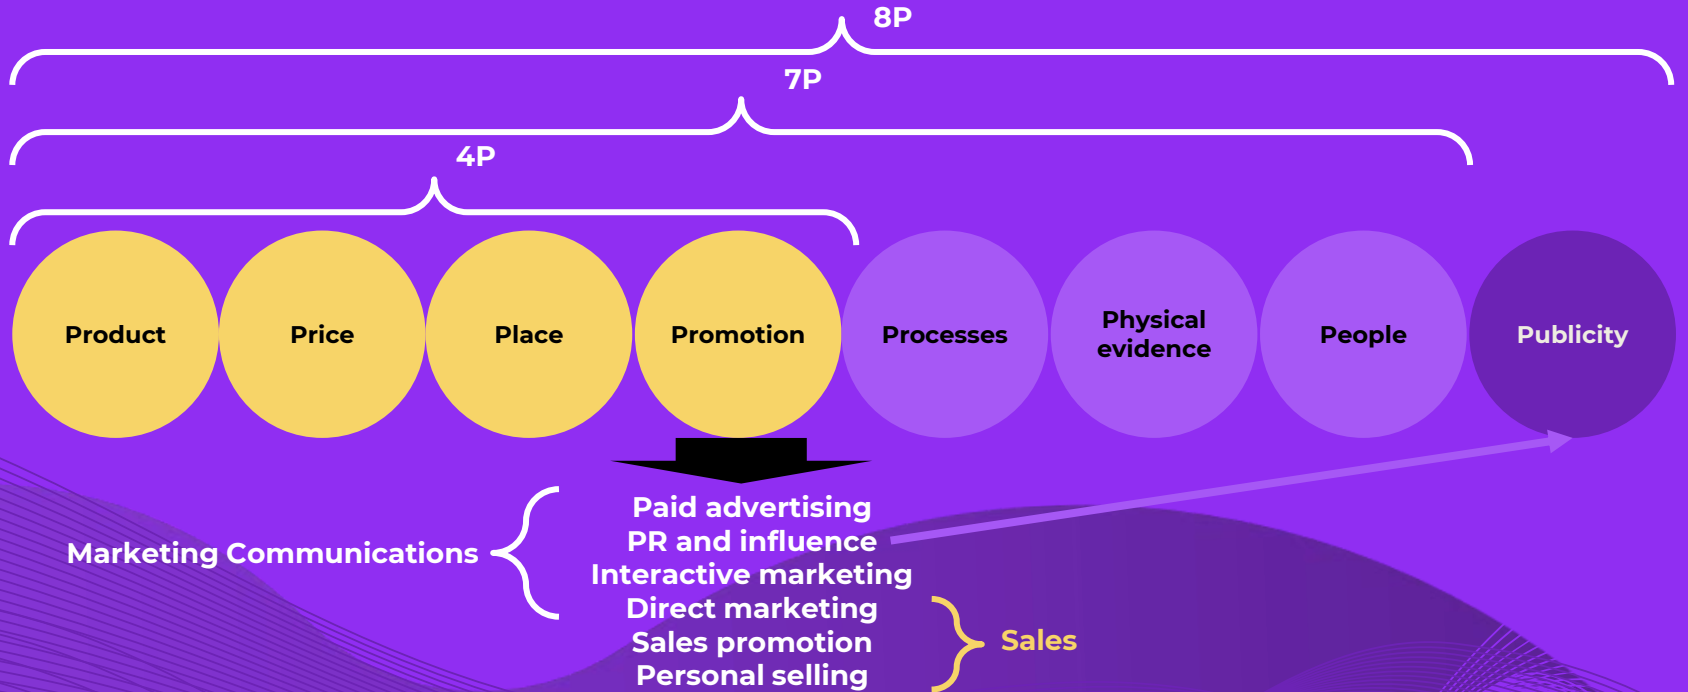 8P
7P
4P
Product
Price
Place
Promotion
Processes
Physical
evidence
People
Publicity
Paid advertising
PR and influence
Marketing Communications
Interactive marketing
Direct marketing
Sales promotion
Sales
Personal selling